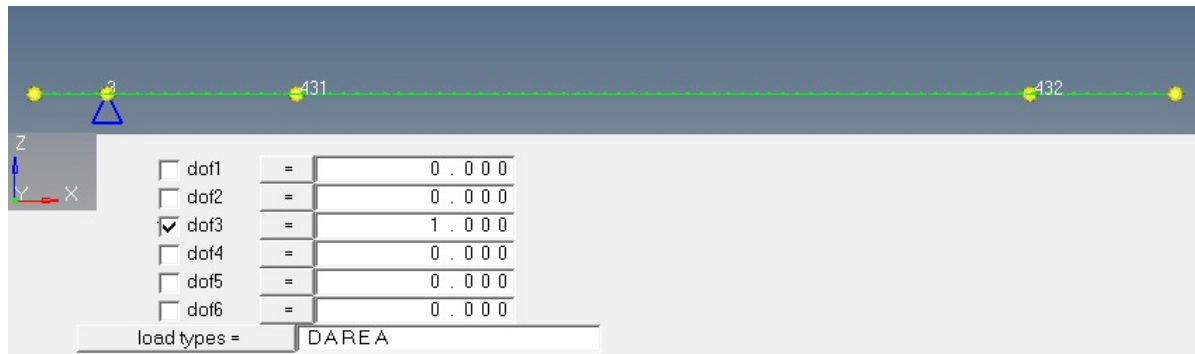 3 431 432
Z
Y X
dof1 = 0.000
dof2 = 0.000
dof3 = 1.000
dof4 = 0.000
dof5 = 0.000
dof6 = 0.000
load types = DAREA